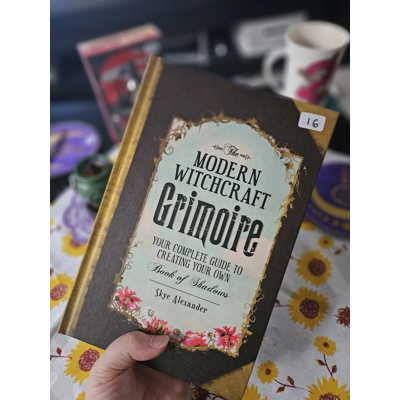 16
The
MODERN
WITCHCRAFT
Grimoire
YOUR COMPLETE GUIDE TO
CREATING YOUR OWN
Book of Shadows
Skye Alexander